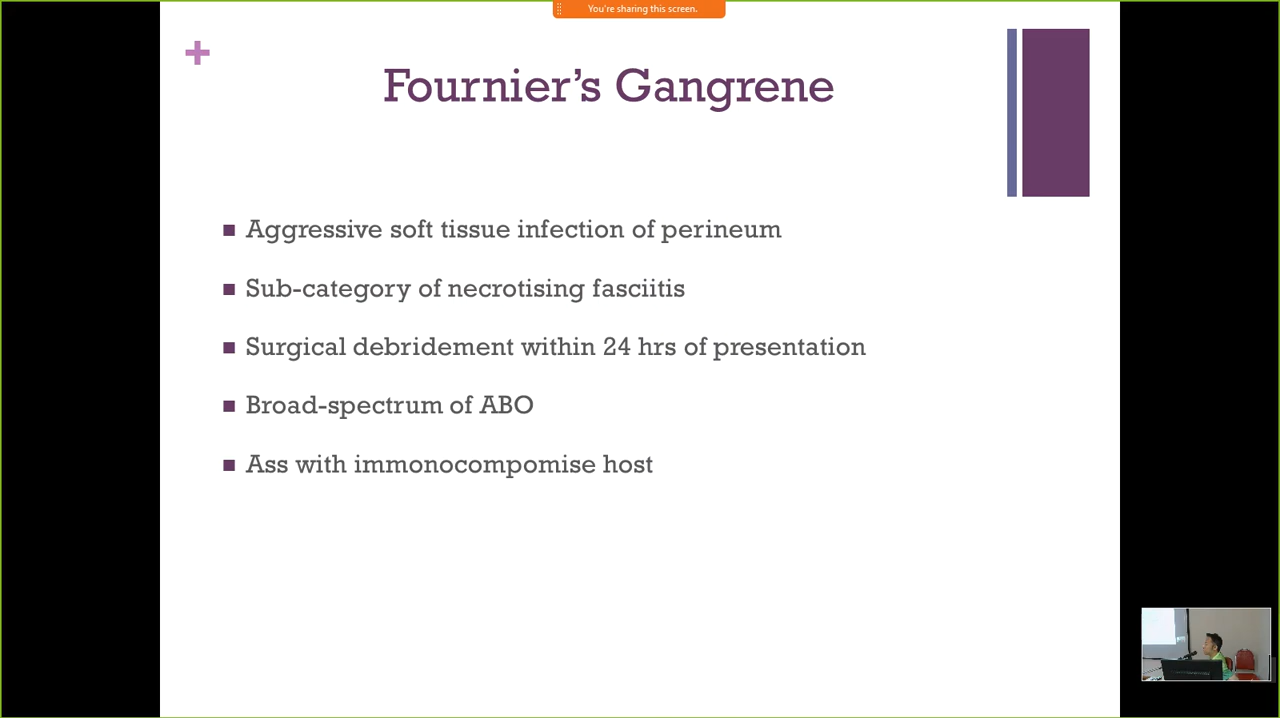 You're sharing this screen.
Fournier's Gangrene
Aggressive soft tissue infection of perineum
Sub-category of necrotising fasciitis
Surgical debridement within 24 hrs of presentation
Broad-spectrum of ABO
Ass with immonocompomise host